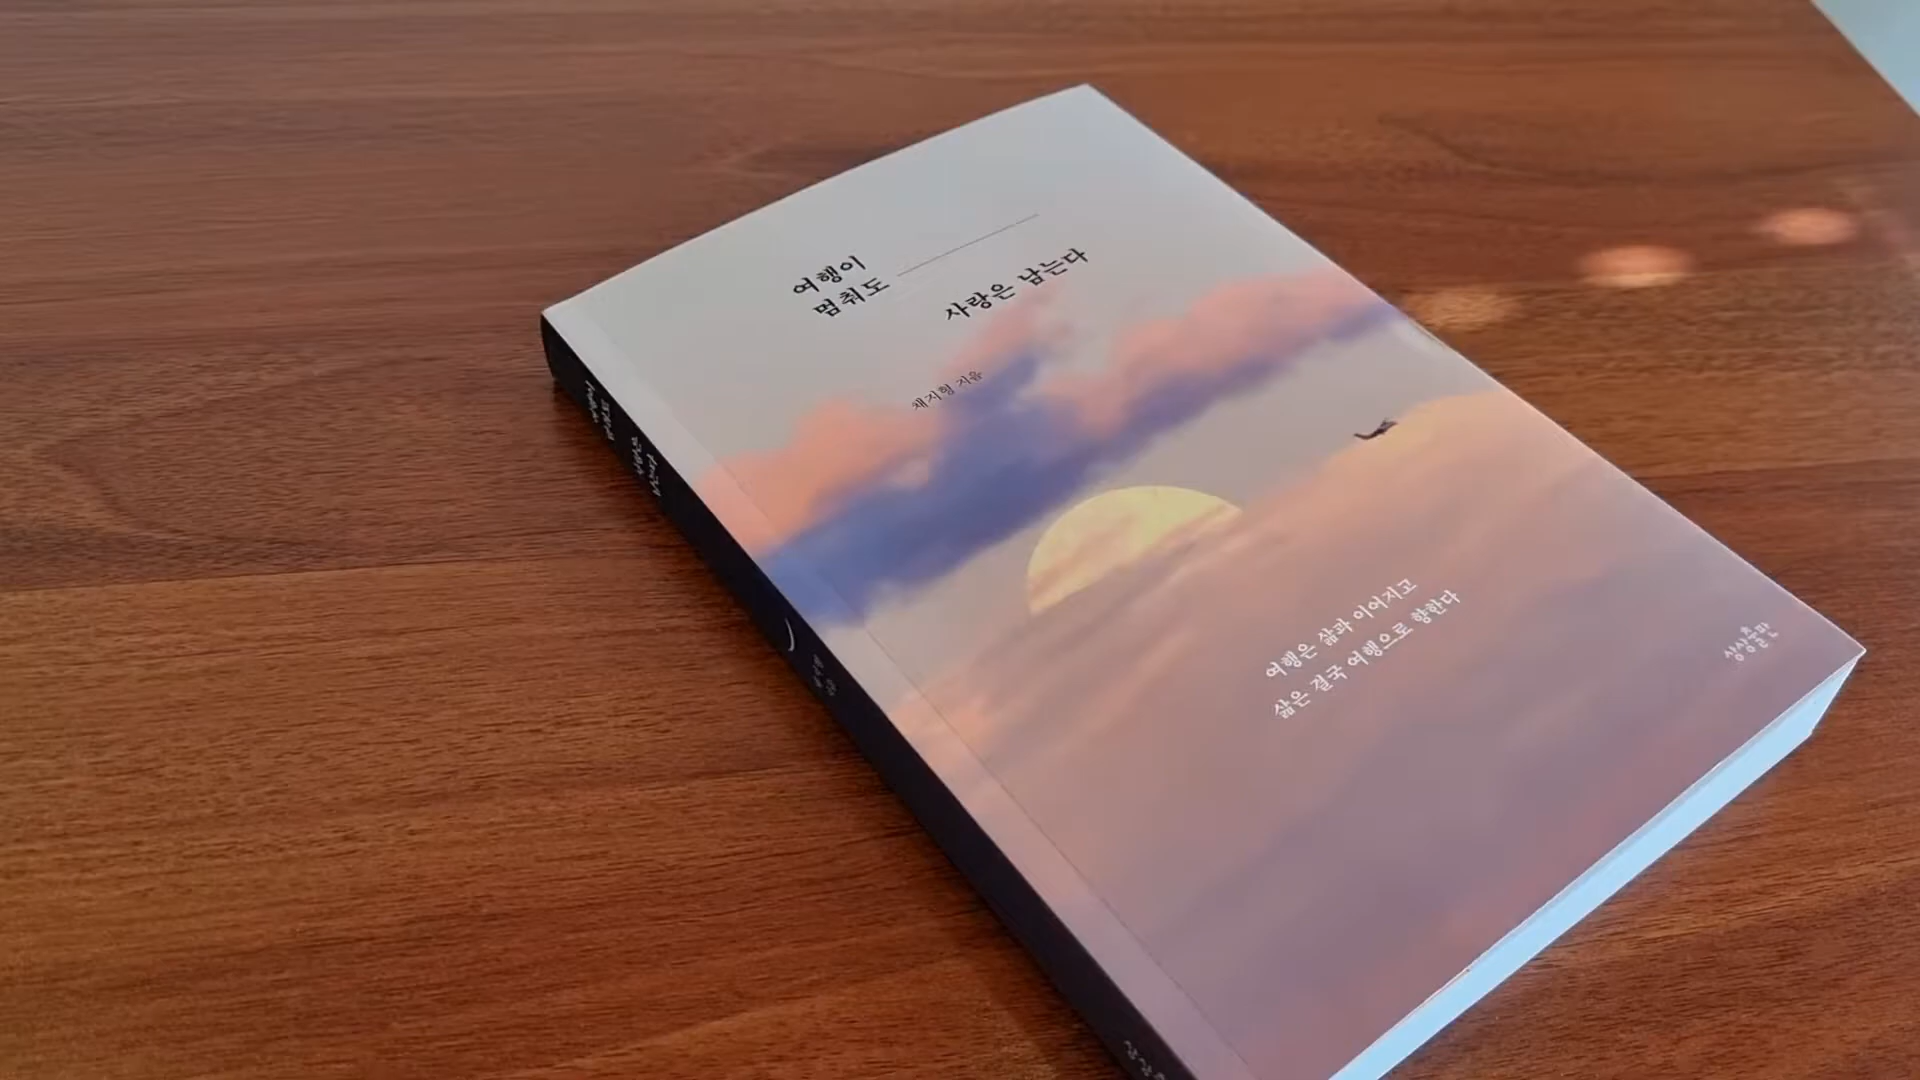 여행이
멈춰도
사랑은 남는다
채지형 지음
여행은 삶과 이어지고
삶은 결국 여행으로 향한다
상상출판